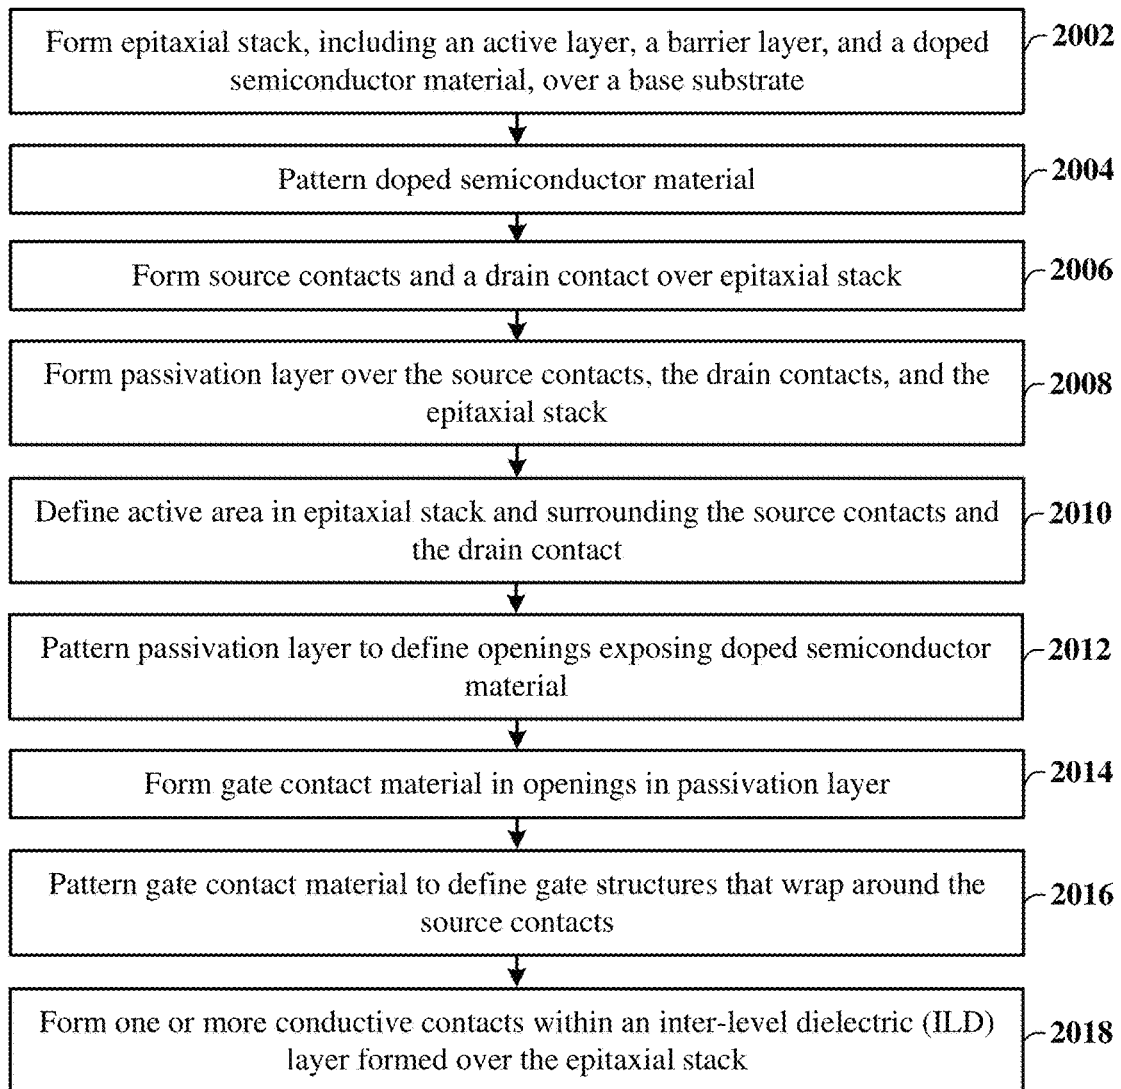 Form epitaxial stack, including an active layer, a barrier layer, and a doped
semiconductor material, over a base substrate
2002
Pattern doped semiconductor material
2004
Form source contacts and a drain contact over epitaxial stack
2006
Form passivation layer over the source contacts, the drain contacts, and the
epitaxial stack
2008
Define active area in epitaxial stack and surrounding the source contacts and
the drain contact
2010
Pattern passivation layer to define openings exposing doped semiconductor
material
2012
Form gate contact material in openings in passivation layer
2014
Pattern gate contact material to define gate structures that wrap around the
source contacts
2016
Form one or more conductive contacts within an inter-level dielectric (ILD)
layer formed over the epitaxial stack
2018